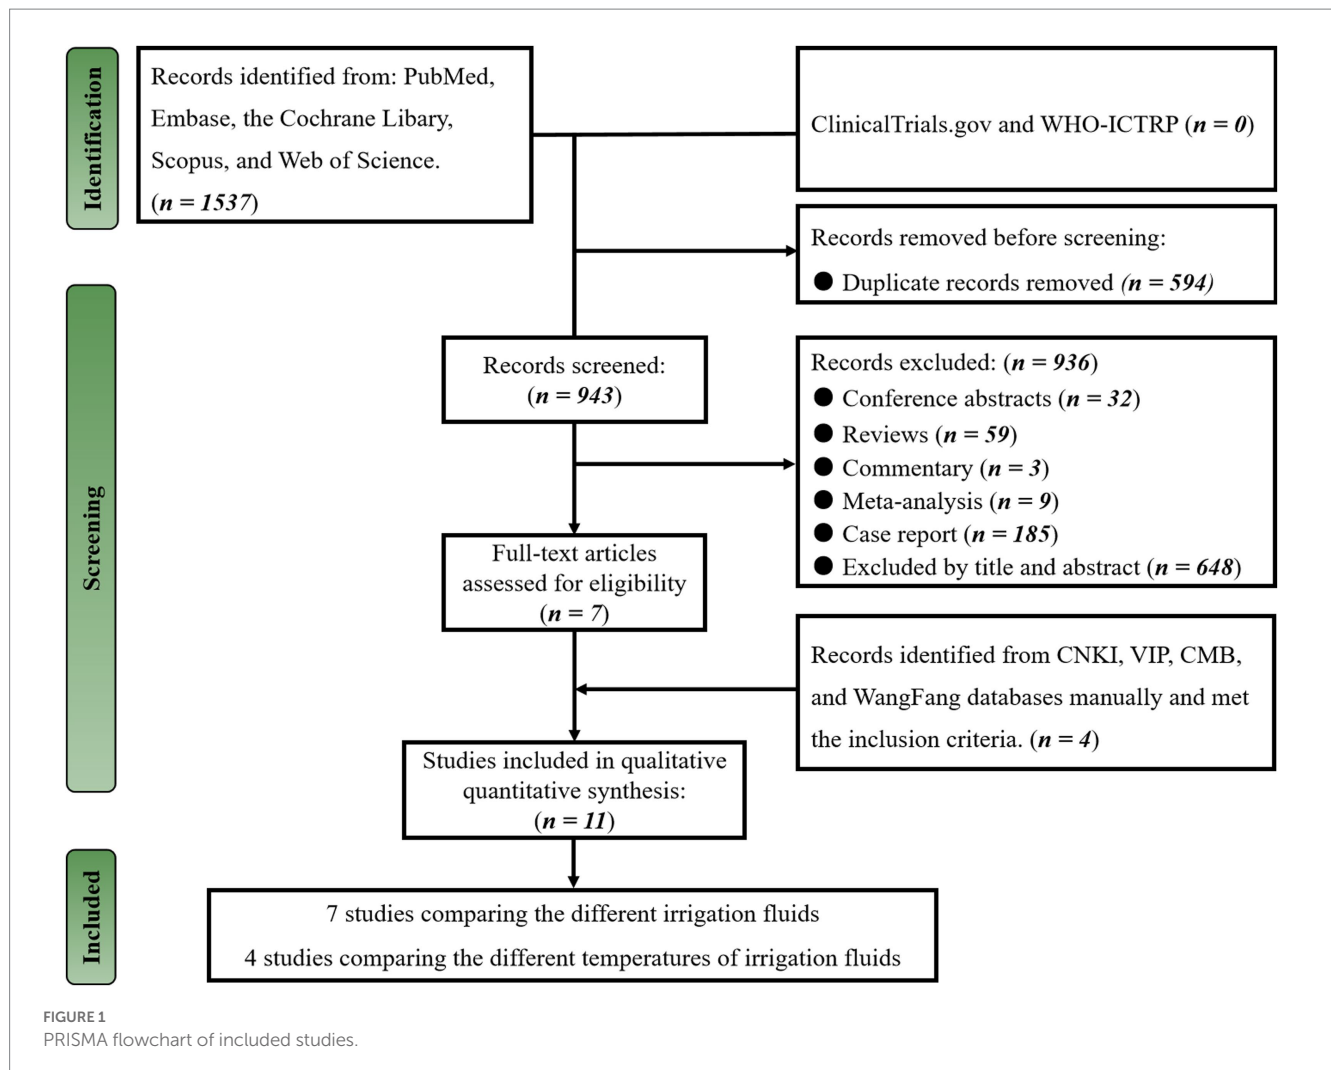 Identification
Records identified from: PubMed,
Embase, the Cochrane Libary,
Scopus, and Web of Science.
(n = 1537)
ClinicalTrials.gov and WHO-ICTRP (n = 0)
Records removed before screening:
● Duplicate records removed (n = 594)
Screening
Records screened:
(n = 943)
Records excluded: (n = 936)
● Conference abstracts (n = 32)
● Reviews (n = 59)
● Commentary (n = 3)
● Meta-analysis (n = 9)
● Case report (n = 185)
● Excluded by title and abstract (n = 648)
Full-text articles
assessed for eligibility
(n = 7)
Records identified from CNKI, VIP, CMB,
and WangFang databases manually and met
the inclusion criteria. (n = 4)
Studies included in qualitative
quantitative synthesis:
(n = 11)
Included
7 studies comparing the different irrigation fluids
4 studies comparing the different temperatures of irrigation fluids
FIGURE 1
PRISMA flowchart of included studies.